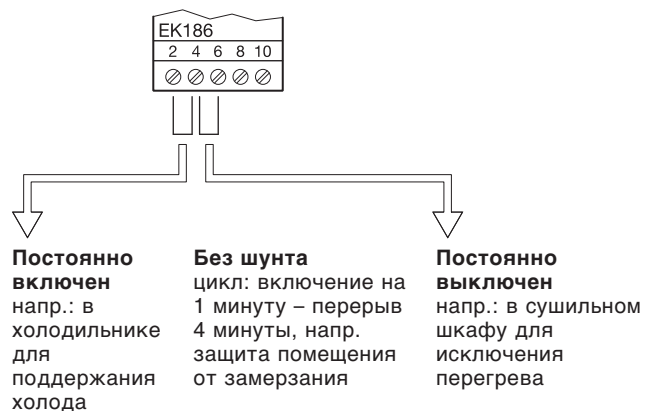 EK186
2 4 6 8 10
Постоянно
включен
напр.: в
холодильнике
для
поддержания
холода
Без шунта
цикл: включение на
1 минуту – перерыв
4 минуты, напр.
защита помещения
от замерзания
Постоянно
выключен
напр.: в сушильном
шкафу для
исключения
перегрева